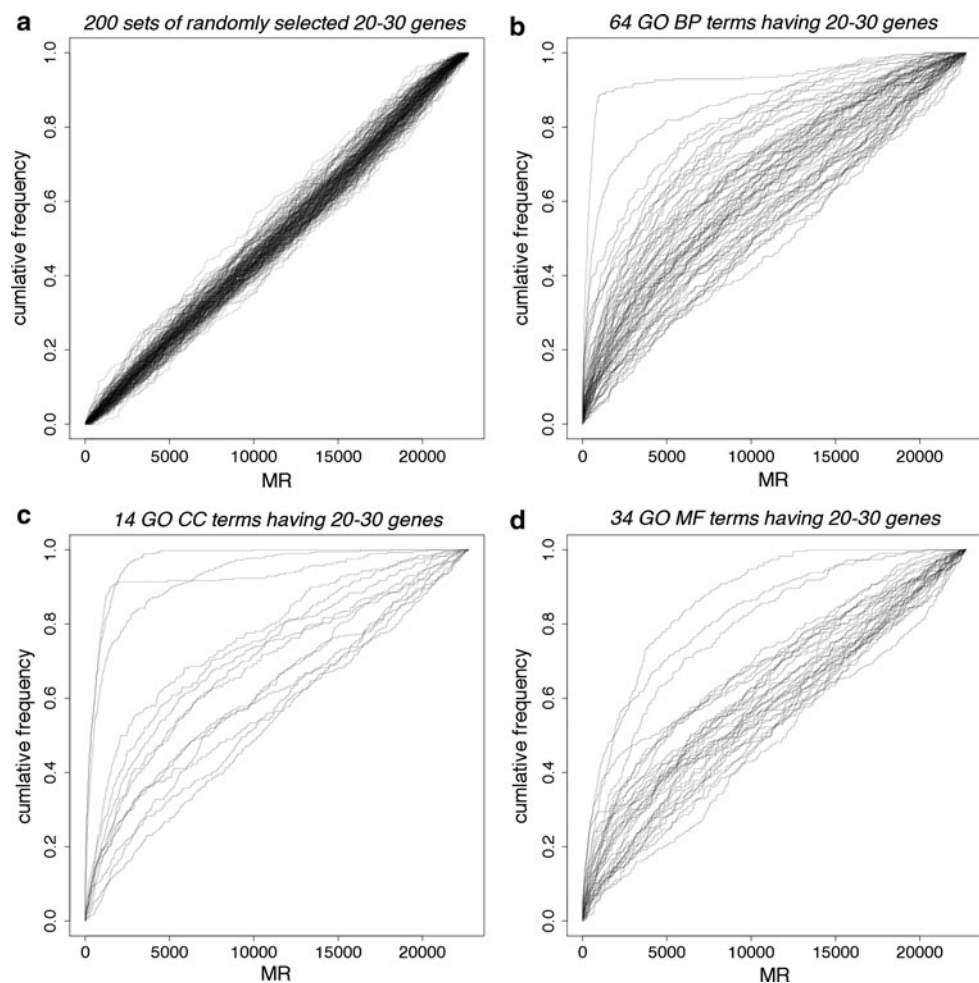 a 200 sets of randomly selected 20-30 genes
cumlative frequency
1.0
0.8
0.6
0.4
0.2
0.0
0 5000 10000 15000 20000
MR
b 64 GO BP terms having 20-30 genes
cumlative frequency
1.0
0.8
0.6
0.4
0.2
0.0
0 5000 10000 15000 20000
MR
c 14 GO CC terms having 20-30 genes
cumlative frequency
1.0
0.8
0.6
0.4
0.2
0.0
0 5000 10000 15000 20000
MR
d 34 GO MF terms having 20-30 genes
cumlative frequency
1.0
0.8
0.6
0.4
0.2
0.0
0 5000 10000 15000 20000
MR